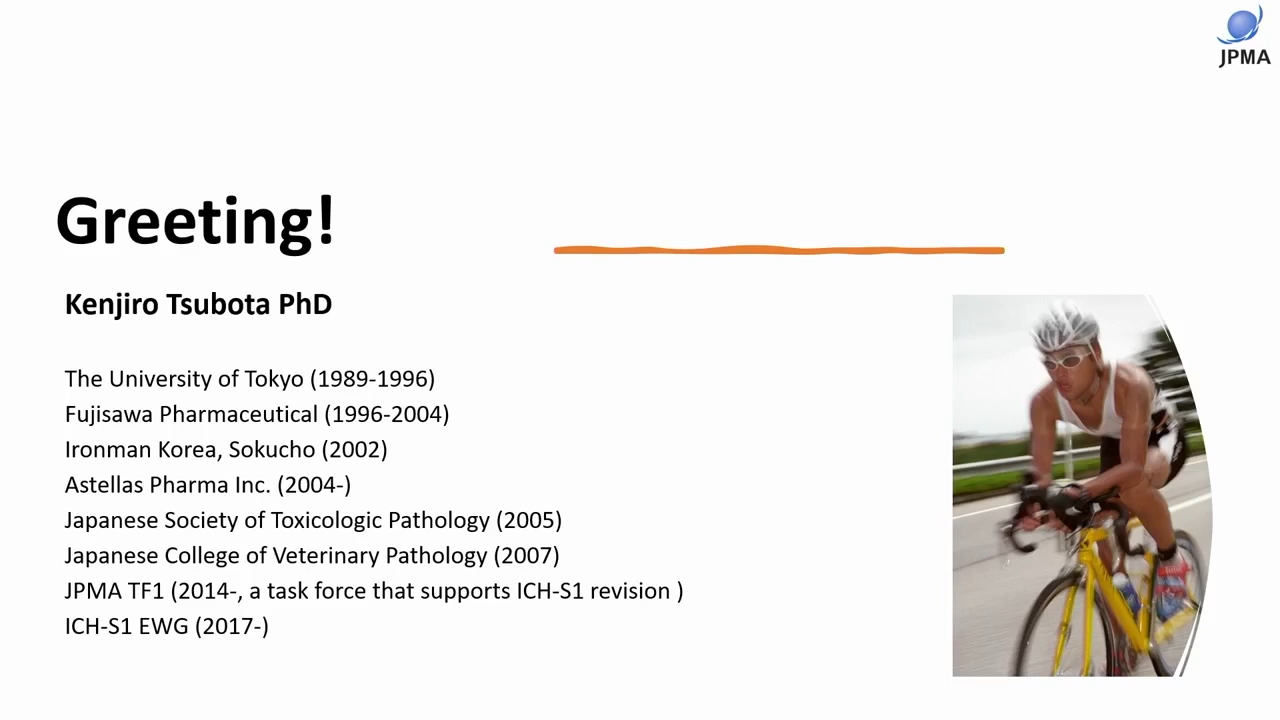 JPMA
Greeting!
Kenjiro Tsubota PhD
The University of Tokyo (1989-1996)
Fujisawa Pharmaceutical (1996-2004)
Ironman Korea, Sokucho (2002)
Astellas Pharma Inc. (2004-)
Japanese Society of Toxicologic Pathology (2005)
Japanese College of Veterinary Pathology (2007)
JPMA TF1 (2014-, a task force that supports ICH-S1 revision )
ICH-S1 EWG (2017-)